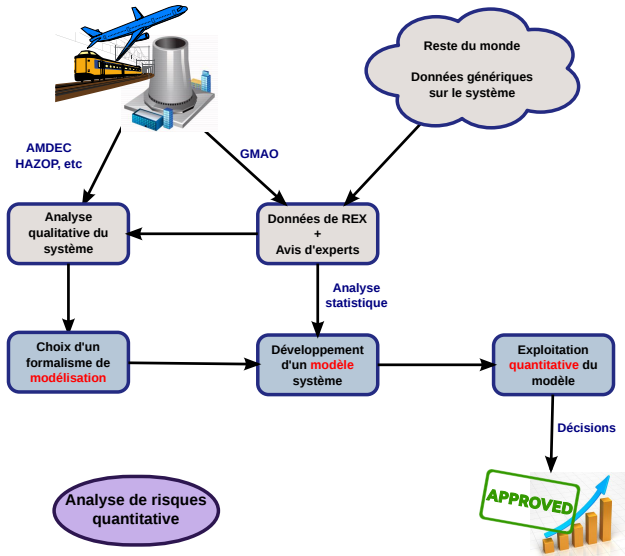 Reste du monde
Données génériques
sur le système
AMDEC
HAZOP, etc
GMAO
Analyse
qualitative du
système
Données de REX
+
Avis d'experts
Analyse
statistique
Choix d'un
formalisme de
modélisation
Développement
d'un modèle
système
Exploitation
quantitative du
modèle
Décisions
APPROVED
Analyse de risques
quantitative